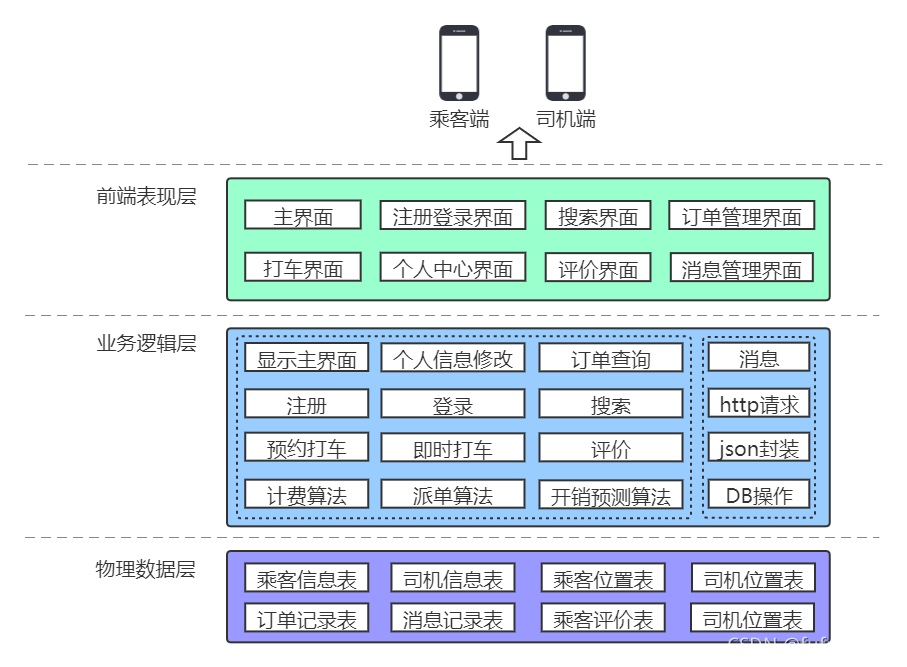 乘客端 司机端
前端表现层
主界面 注册登录界面 搜索界面 订单管理界面
打车界面 个人中心界面 评价界面 消息管理界面
业务逻辑层
显示主界面 个人信息修改 订单查询 消息
注册 登录 搜索 http请求
预约打车 即时打车 评价 json封装
计费算法 派单算法 开销预测算法 DB操作
物理数据层
乘客信息表 司机信息表 乘客位置表 司机位置表
订单记录表 消息记录表 乘客评价表 司机位置表